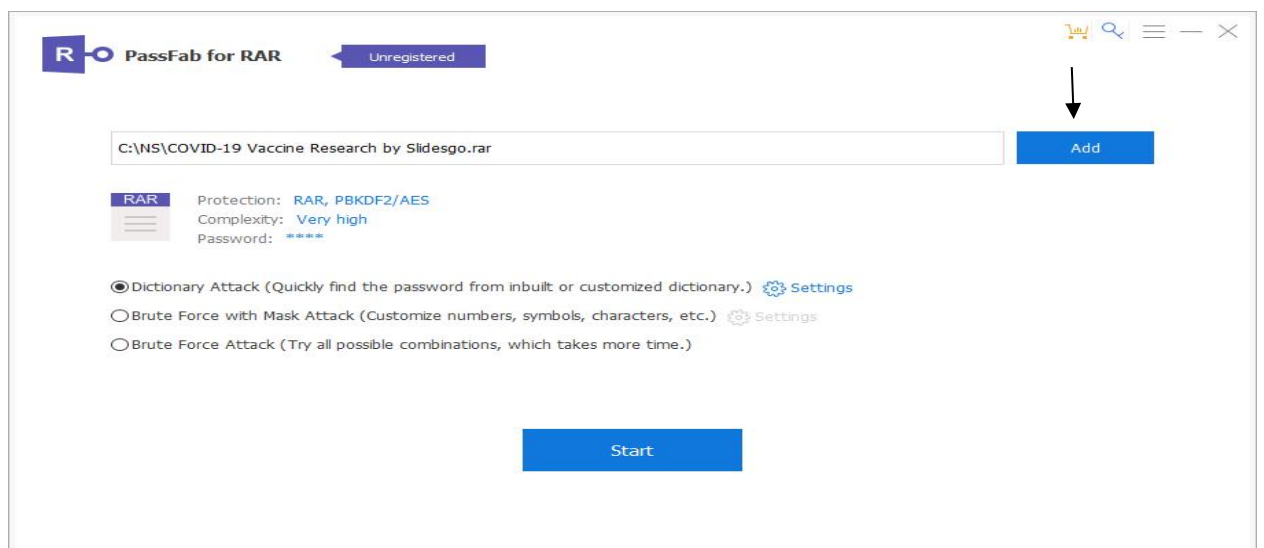 R PassFab for RAR Unregistered
C:\NS\COVID-19 Vaccine Research by Slidesgo.rar Add
RAR Protection: RAR, PBKDF2/AES
Complexity: Very high
Password: ****
Dictionary Attack (Quickly find the password from inbuilt or customized dictionary.) Settings
Brute Force with Mask Attack (Customize numbers, symbols, characters, etc.) Settings
Brute Force Attack (Try all possible combinations, which takes more time.)
Start